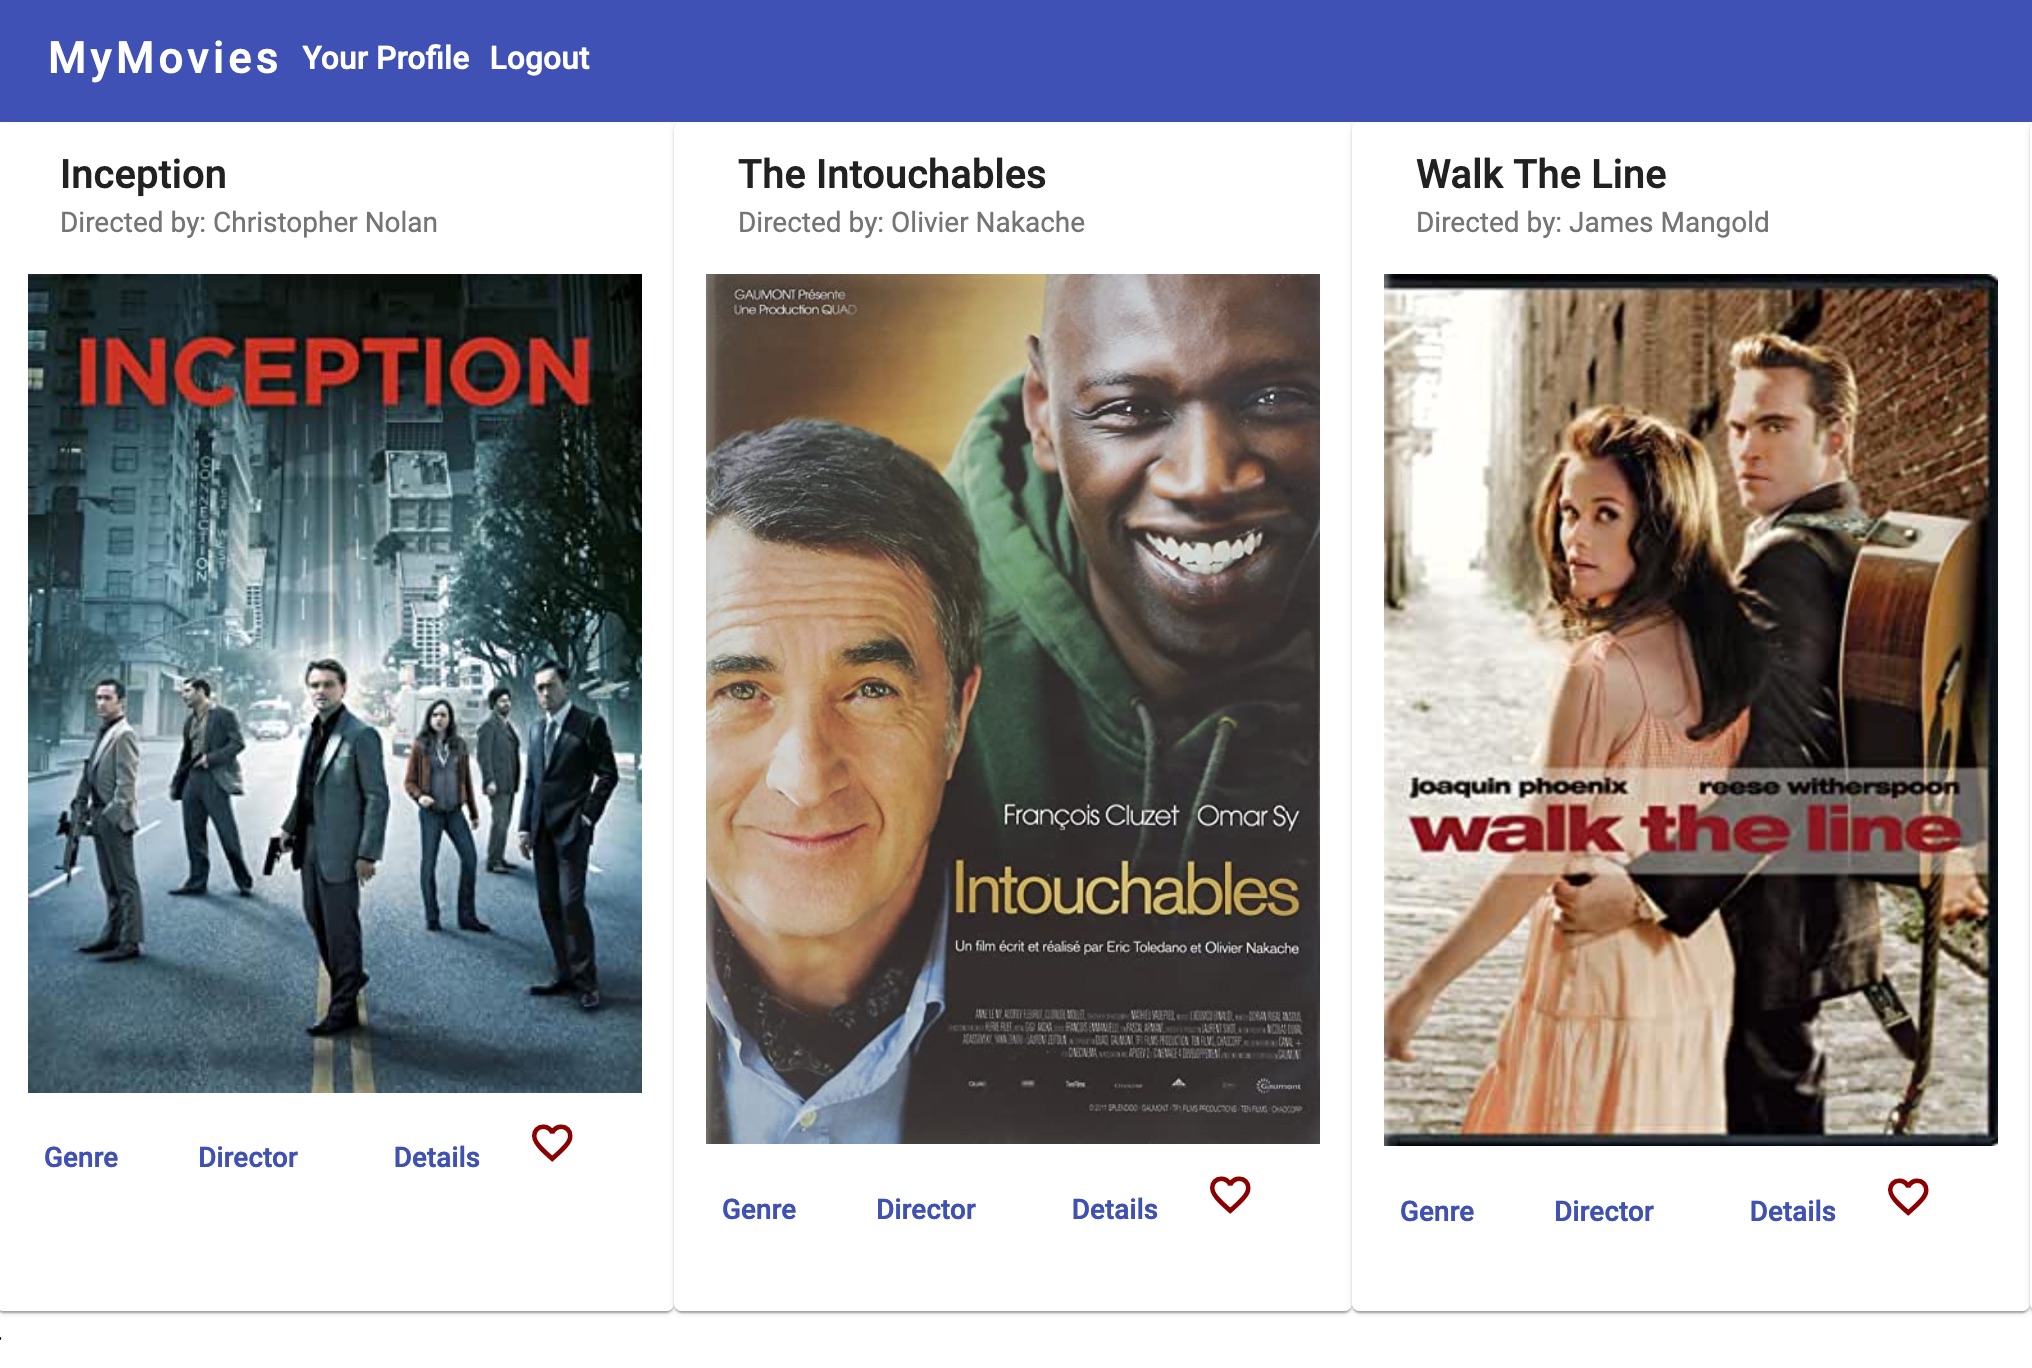 MyMovies Your Profile Logout
Inception
Directed by: Christopher Nolan
INCEPTION
Genre Director Details
The Intouchables
Directed by: Olivier Nakache
GAUMONT Présente
Une Production QUAD
François Cluzet Omar Sy
Intouchables
Un film écrit et réalisé par Eric Toledano et Olivier Nakache
Genre Director Details
Walk The Line
Directed by: James Mangold
joaquin phoenix reese witherspoon
walk the line
Genre Director Details